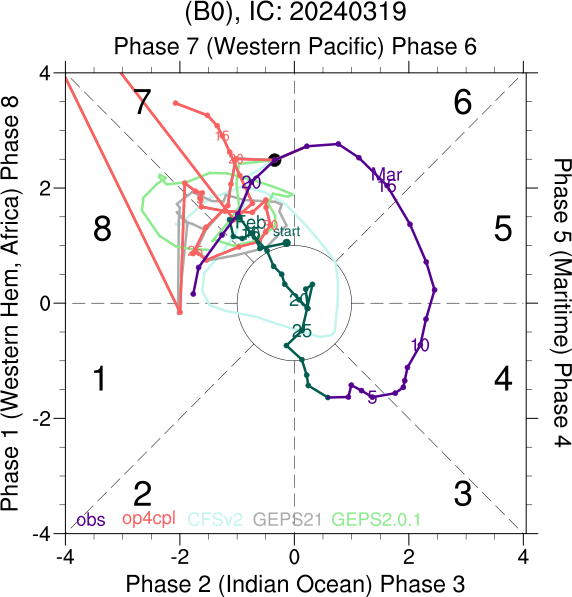 (B0), IC: 20240319
Phase 7 (Western Pacific) Phase 6
Phase 1 (Western Hem, Africa) Phase 8
Phase 5 (Maritime) Phase 4
4
2
0
-2
-4
7
6
8
5
1
4
2
3
15
20
20
Mar
15
Feb
start
20
25
10
5
obs
op4cpl
CFSv2
GEPS21
GEPS2.0.1
-4
-2
0
2
4
Phase 2 (Indian Ocean) Phase 3